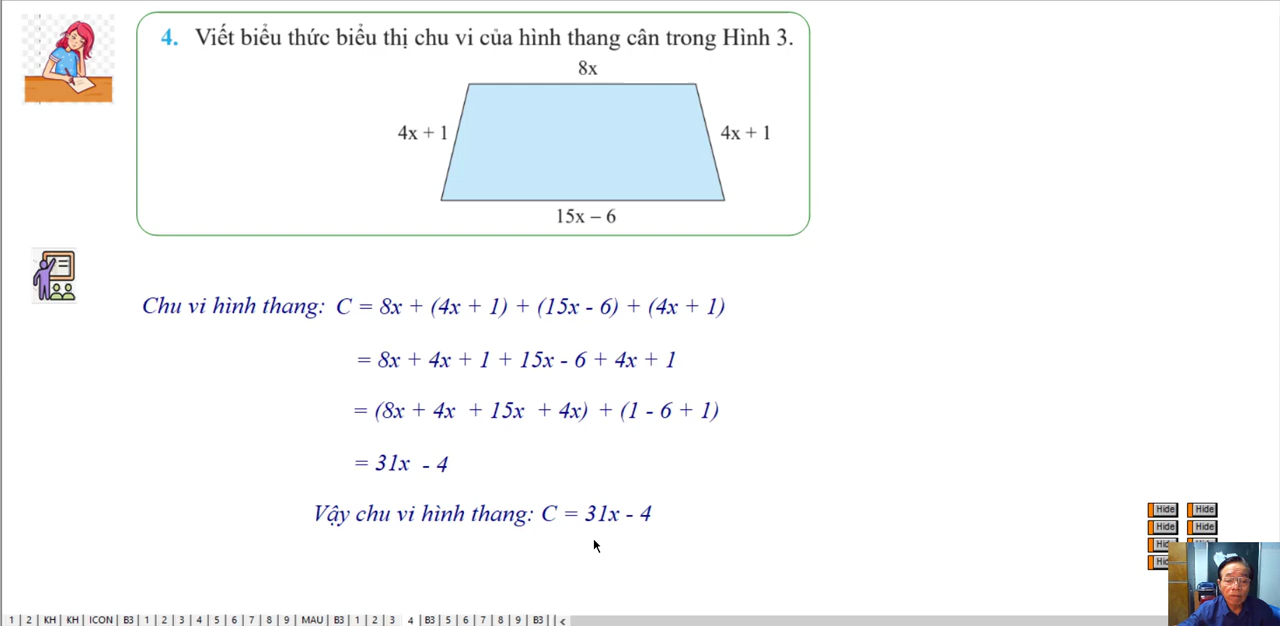 4. Viết biểu thức biểu thị chu vi của hình thang cân trong Hình 3.
8x
4x + 1
4x + 1
15x – 6
Chu vi hình thang: C = 8x + (4x + 1) + (15x - 6) + (4x + 1)
= 8x + 4x + 1 + 15x - 6 + 4x + 1
= (8x + 4x + 15x + 4x) + (1 - 6 + 1)
= 31x - 4
Vậy chu vi hình thang: C = 31x - 4
Hide Hide
Hide Hide
1 | 2 | KH | KH | ICON | B3 | 1 | 2 | 3 | 4 | 5 | 6 | 7 | 8 | 9 | MAU | B3 | 1 | 2 | 3 | 4 | B3 | 5 | 6 | 7 | 8 | 9 | B3 | | <